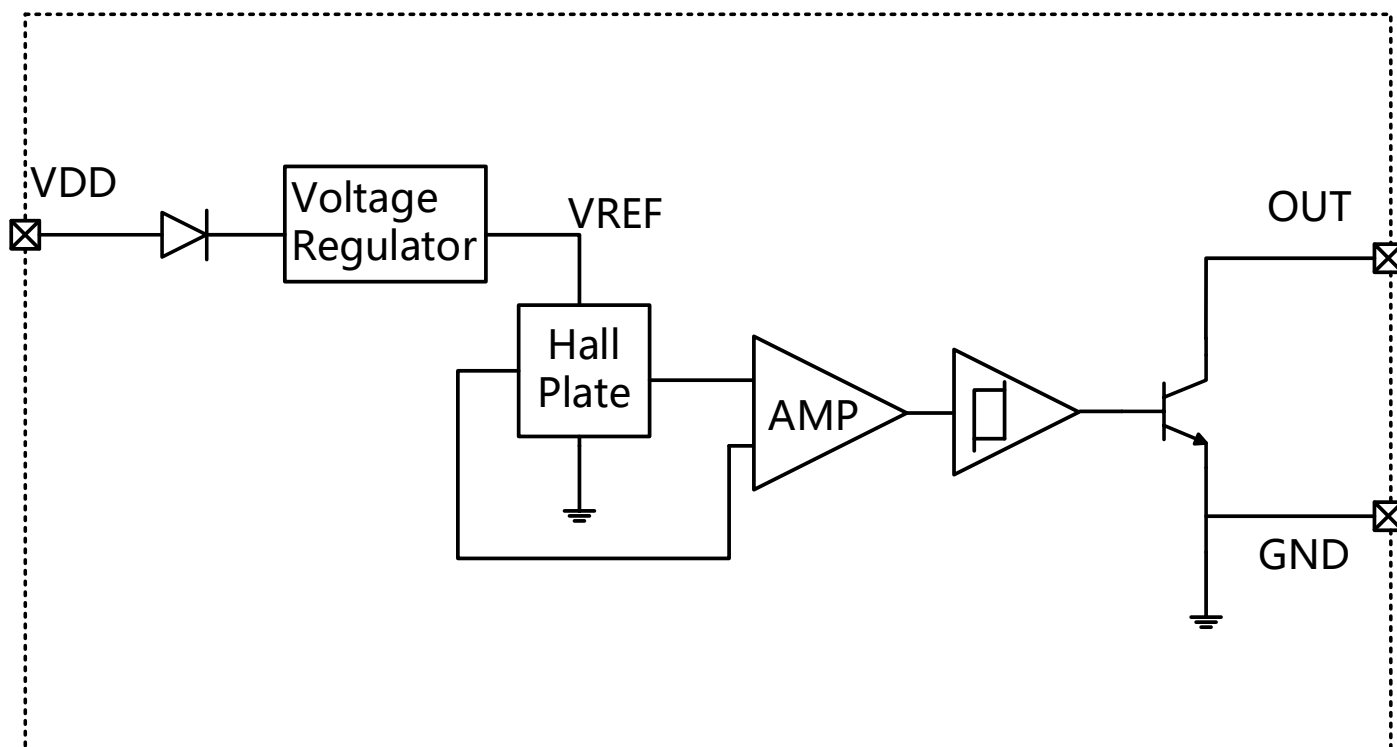 VDD
Voltage
Regulator
VREF
OUT
Hall
Plate
AMP
GND